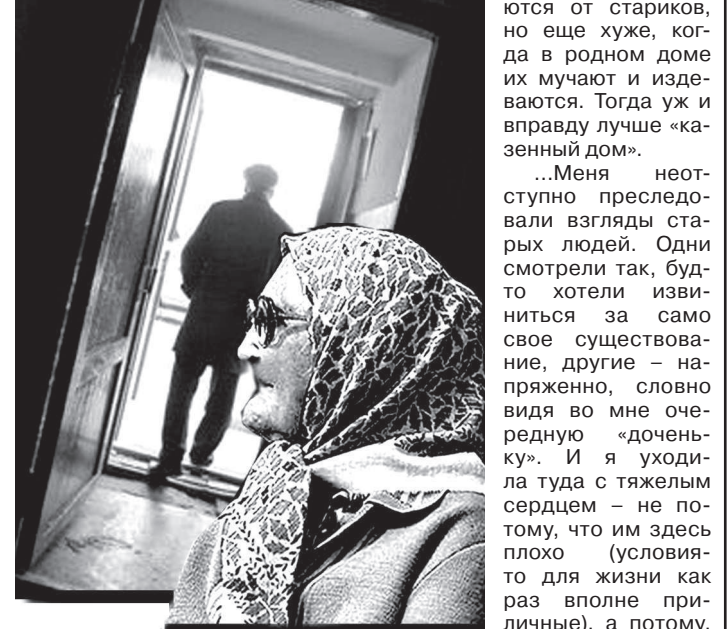 ются от стариков,
но еще хуже, ког-
да в родном доме
их мучают и изде-
ваются. Тогда уж и
вправду лучше «ка-
зенный дом».
...Меня неот-
ступно преследо-
вали взгляды ста-
рых людей. Одни
смотрели так, буд-
то хотели изви-
ниться за само
свое существова-
ние, другие – на-
пряженно, словно
видя во мне оче-
редную «дочень-
ку». И я уходи-
ла туда с тяжелым
сердцем – не по-
тому, что им здесь
плохо (условия-
то для жизни как
раз вполне при-
личные), а потому,